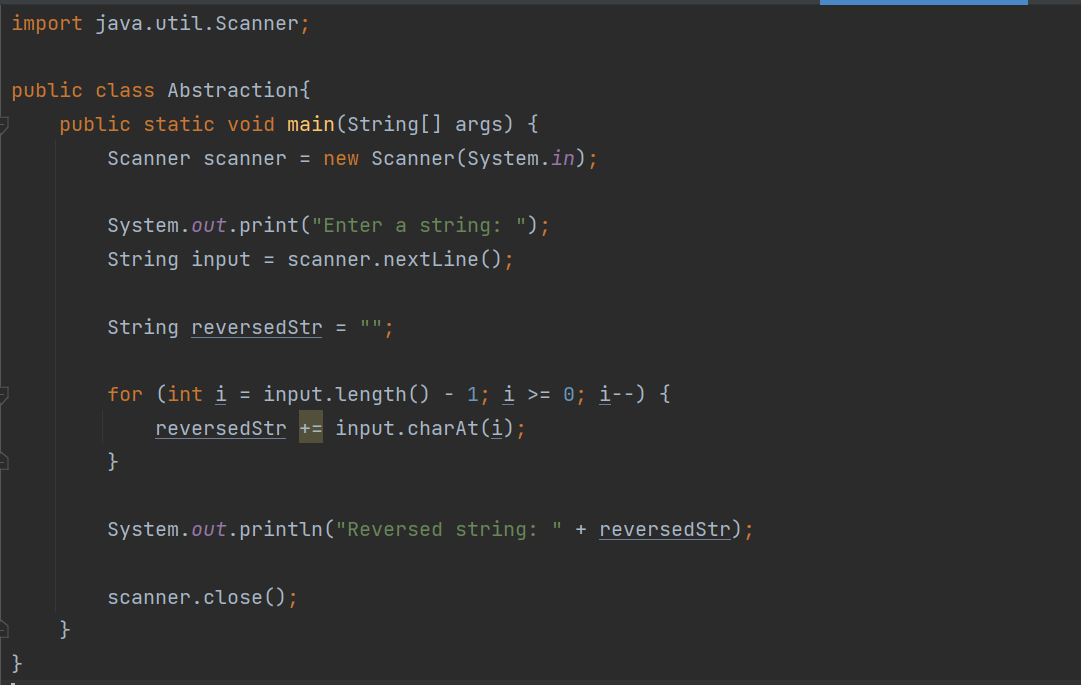 import java.util.Scanner;
public class Abstraction{
public static void main(String[] args) {
Scanner scanner = new Scanner(System.in);
System.out.print("Enter a string: ");
String input = scanner.nextLine();
String reversedStr = "";
for (int i = input.length() - 1; i >= 0; i--) {
reversedStr += input.charAt(i);
}
System.out.println("Reversed string: " + reversedStr);
scanner.close();
}
}